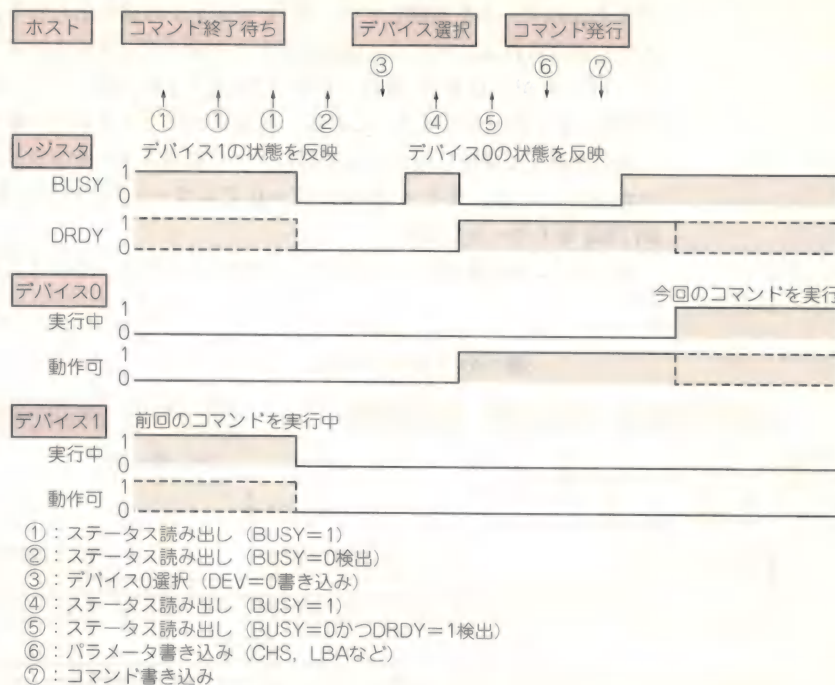 ホスト コマンド終了待ち デバイス選択 コマンド発行
③ ⑥ ⑦
① ① ① ② ④ ⑤
レジスタ デバイス1の状態を反映 デバイス0の状態を反映
BUSY 1 0
DRDY 1 0
デバイス0 今回のコマンドを実行
実行中 1 0
動作可 1 0
デバイス1 前回のコマンドを実行中
実行中 1 0
動作可 1 0
①：ステータス読み出し（BUSY＝1）
②：ステータス読み出し（BUSY＝0検出）
③：デバイス0選択（DEV＝0書き込み）
④：ステータス読み出し（BUSY＝1）
⑤：ステータス読み出し（BUSY＝0かつDRDY＝1検出）
⑥：パラメータ書き込み（CHS，LBAなど）
⑦：コマンド書き込み